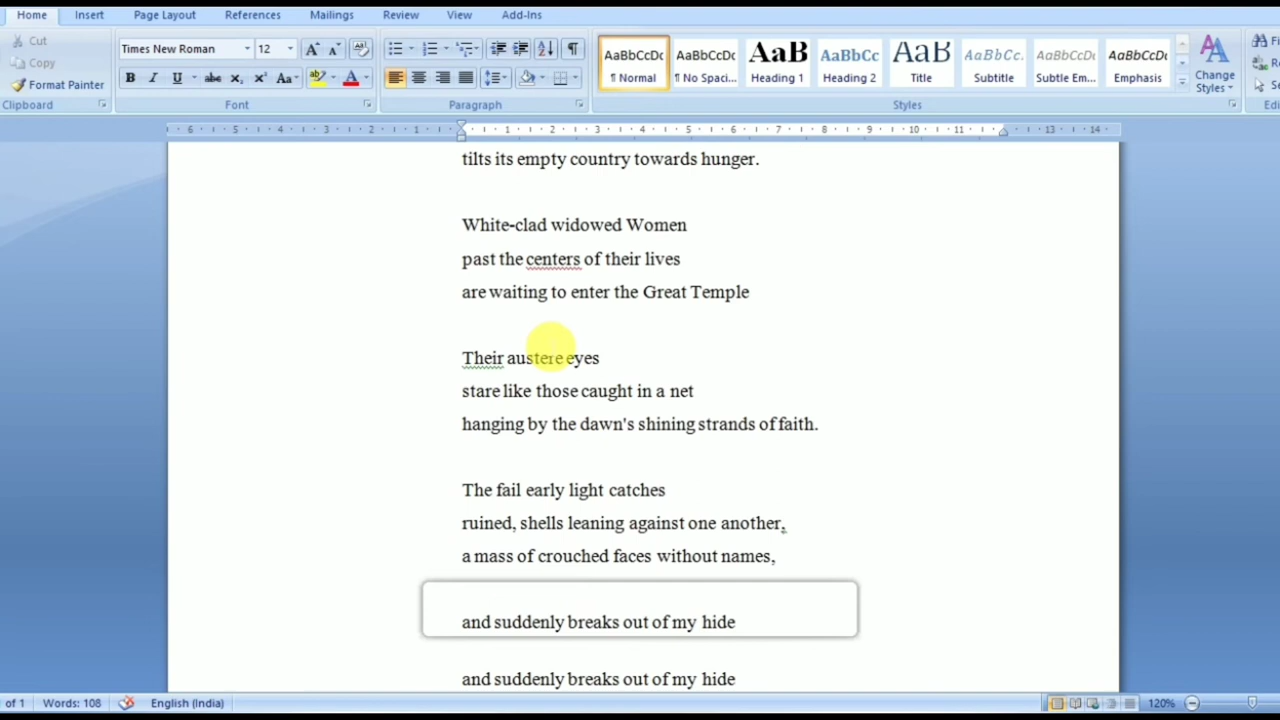 Home Insert Page Layout References Mailings Review View Add-Ins
Cut
Copy
Format Painter
Clipboard
Times New Roman 12
Font
Paragraph
AaBbCcDc AaBbCcDc AaB AaBbCc AaB AaBbCc. AaBbCcDc AaBbCcDc
¶ Normal ¶ No Spaci... Heading 1 Heading 2 Title Subtitle Subtle Em... Emphasis
Change Styles
Styles
tilts its empty country towards hunger.
White-clad widowed Women
past the centers of their lives
are waiting to enter the Great Temple
Their austere eyes
stare like those caught in a net
hanging by the dawn's shining strands of faith.
The fail early light catches
ruined, shells leaning against one another,
a mass of crouched faces without names,
and suddenly breaks out of my hide
and suddenly breaks out of my hide
of 1 Words: 108 English (India) 120%